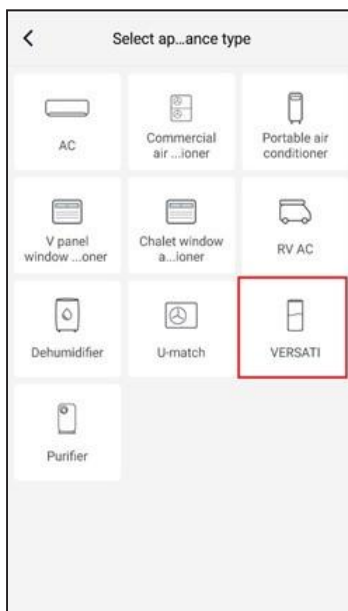 Select ap...ance type
AC
Commercial
air ...ioner
Portable air
conditioner
V panel
window ...oner
Chalet window
a...ioner
RV AC
Dehumidifier
U-match
VERSATI
Purifier